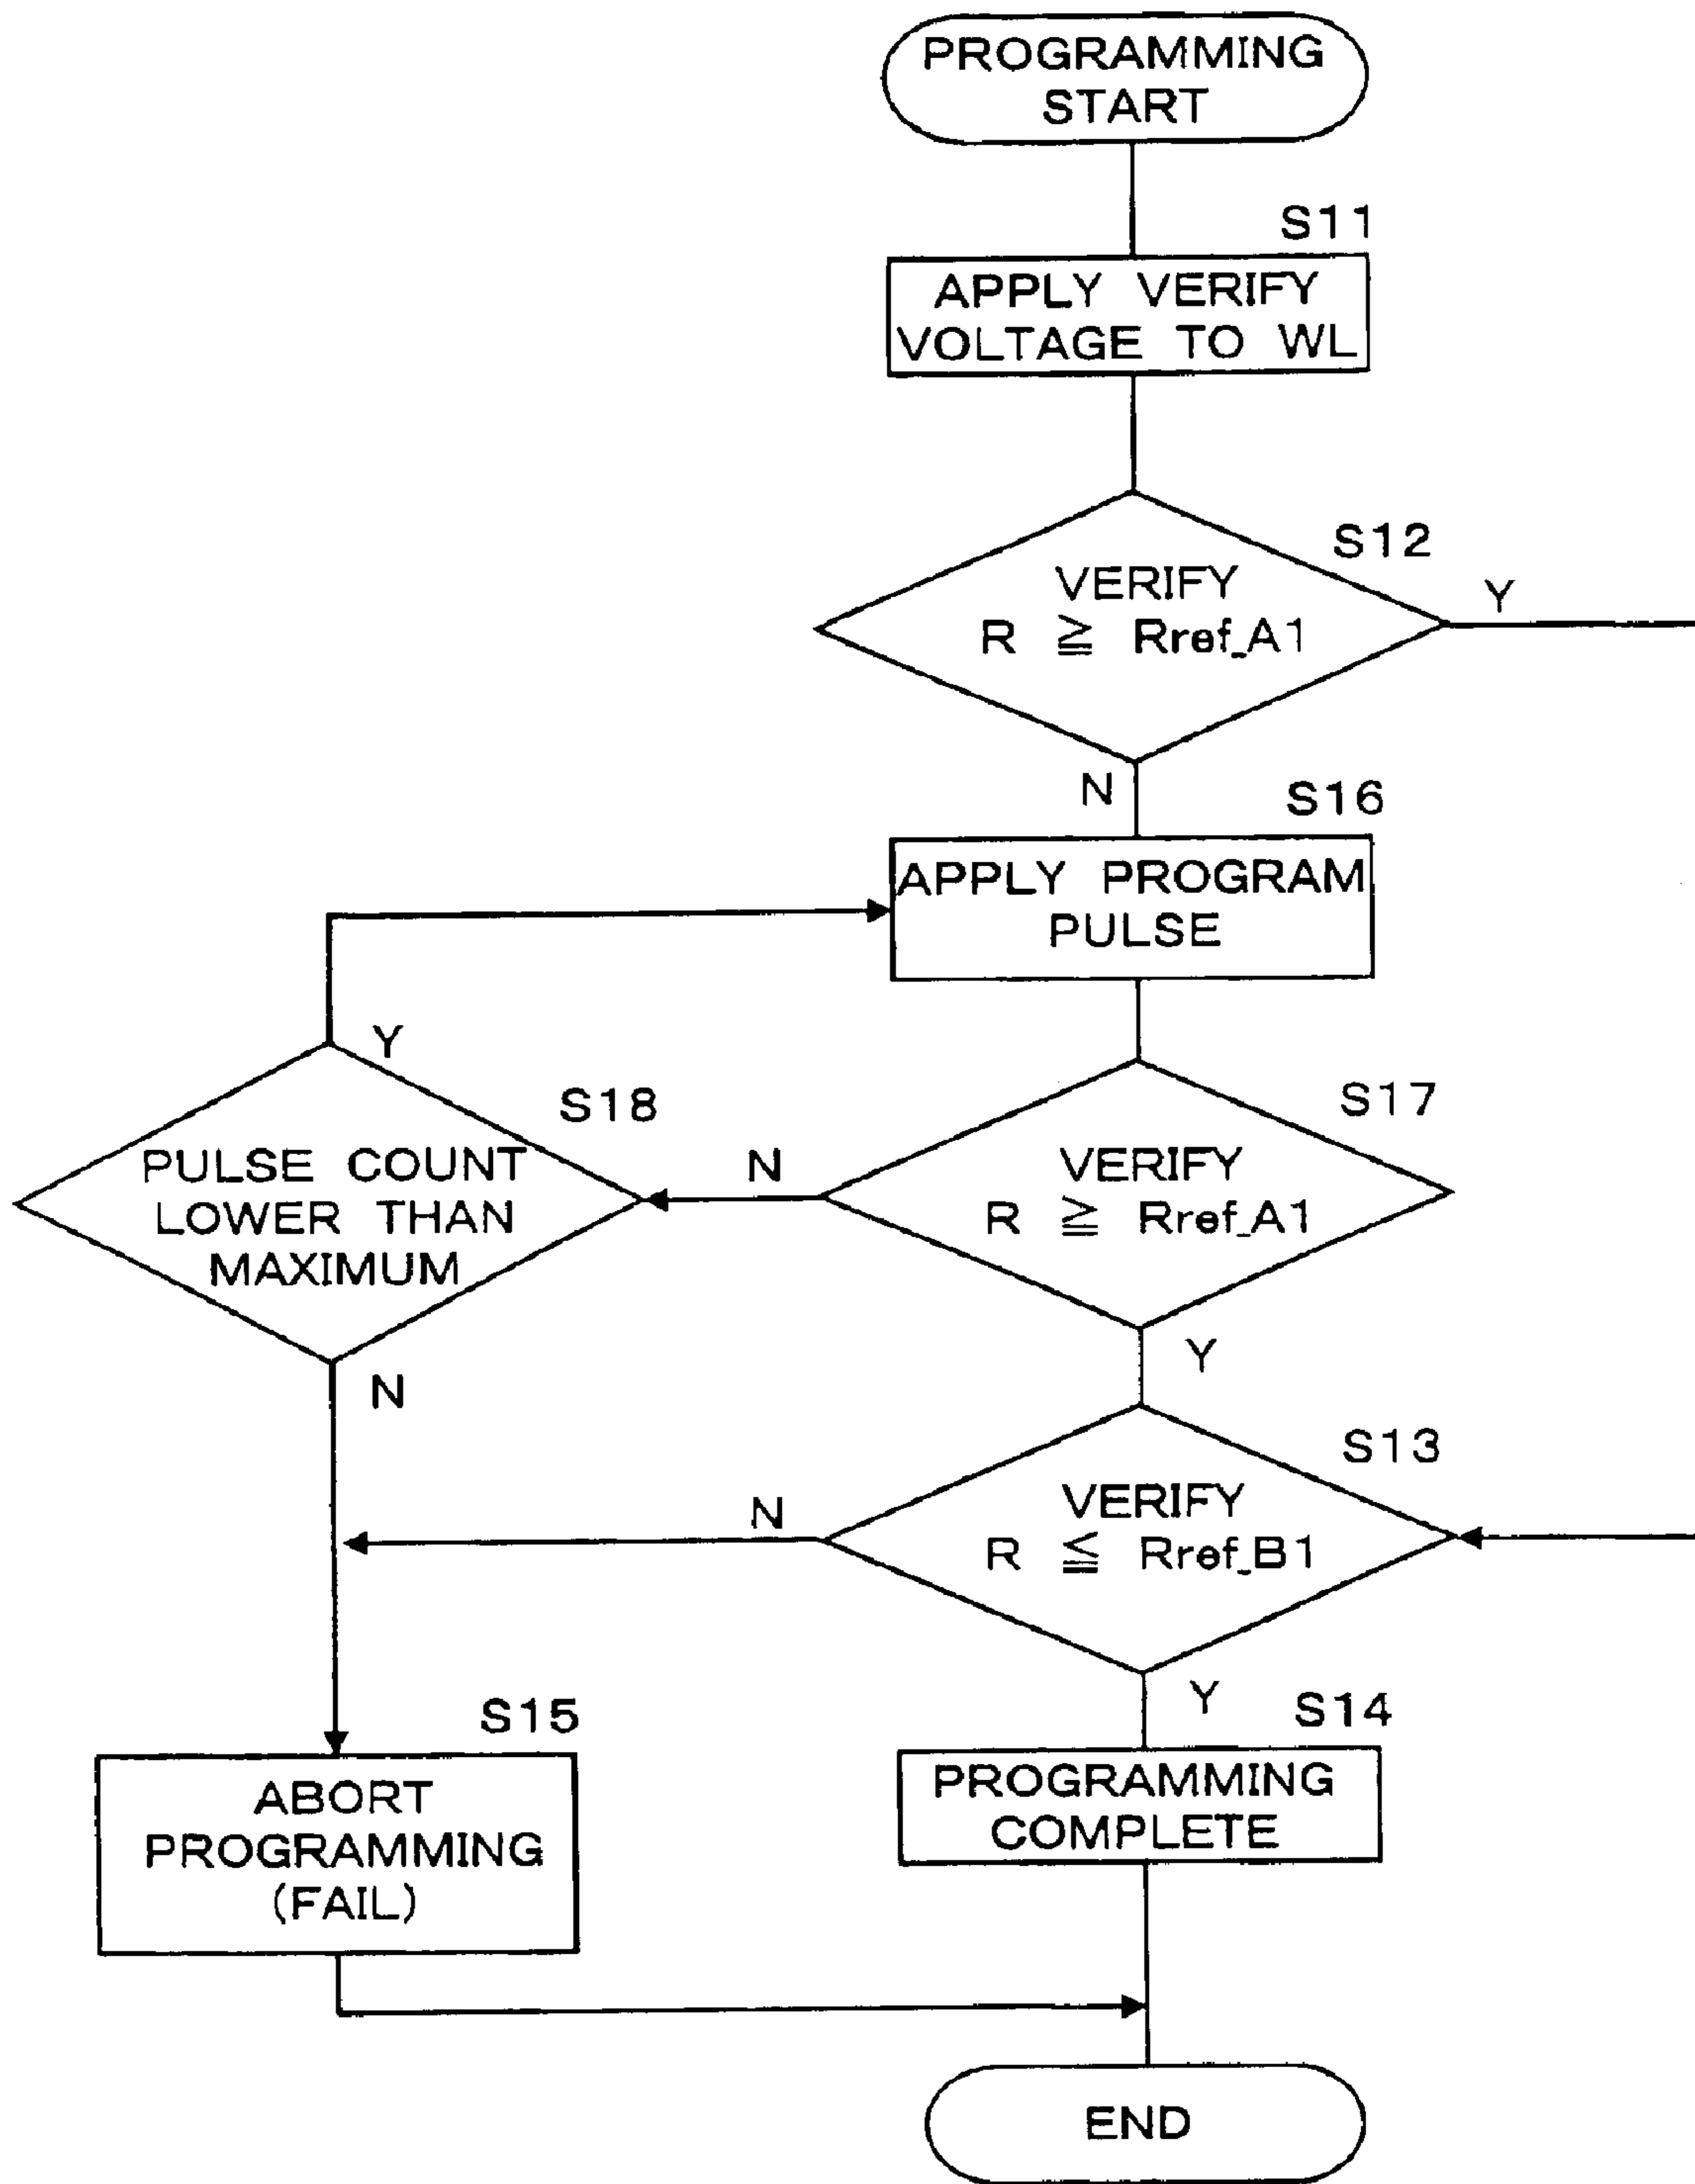 PROGRAMMING
START
S11
APPLY VERIFY
VOLTAGE TO WL
S12
VERIFY
R ≧ Rref_A1
Y
N
S16
APPLY PROGRAM
PULSE
Y
S18
PULSE COUNT
LOWER THAN
MAXIMUM
N
S17
VERIFY
R ≧ Rref_A1
N
Y
S13
VERIFY
R ≦ Rref_B1
N
Y
S15
ABORT
PROGRAMMING
(FAIL)
S14
PROGRAMMING
COMPLETE
END